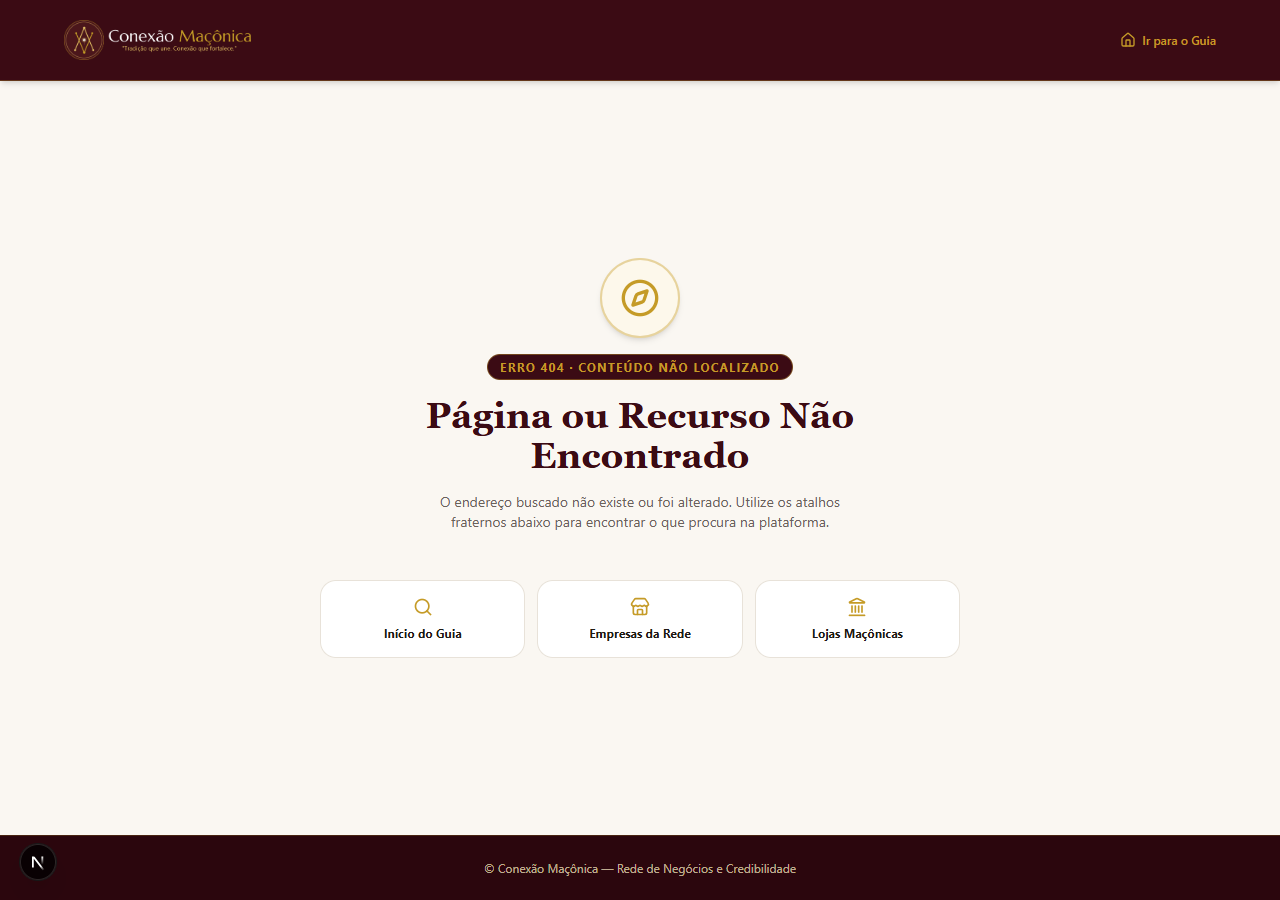 Conexão Maçônica
"Tradição que une. Conexão que fortalece."
Ir para o Guia
ERRO 404 · CONTEÚDO NÃO LOCALIZADO
Página ou Recurso Não
Encontrado
O endereço buscado não existe ou foi alterado. Utilize os atalhos
fraternos abaixo para encontrar o que procura na plataforma.
Início do Guia
Empresas da Rede
Lojas Maçônicas
N
© Conexão Maçônica — Rede de Negócios e Credibilidade